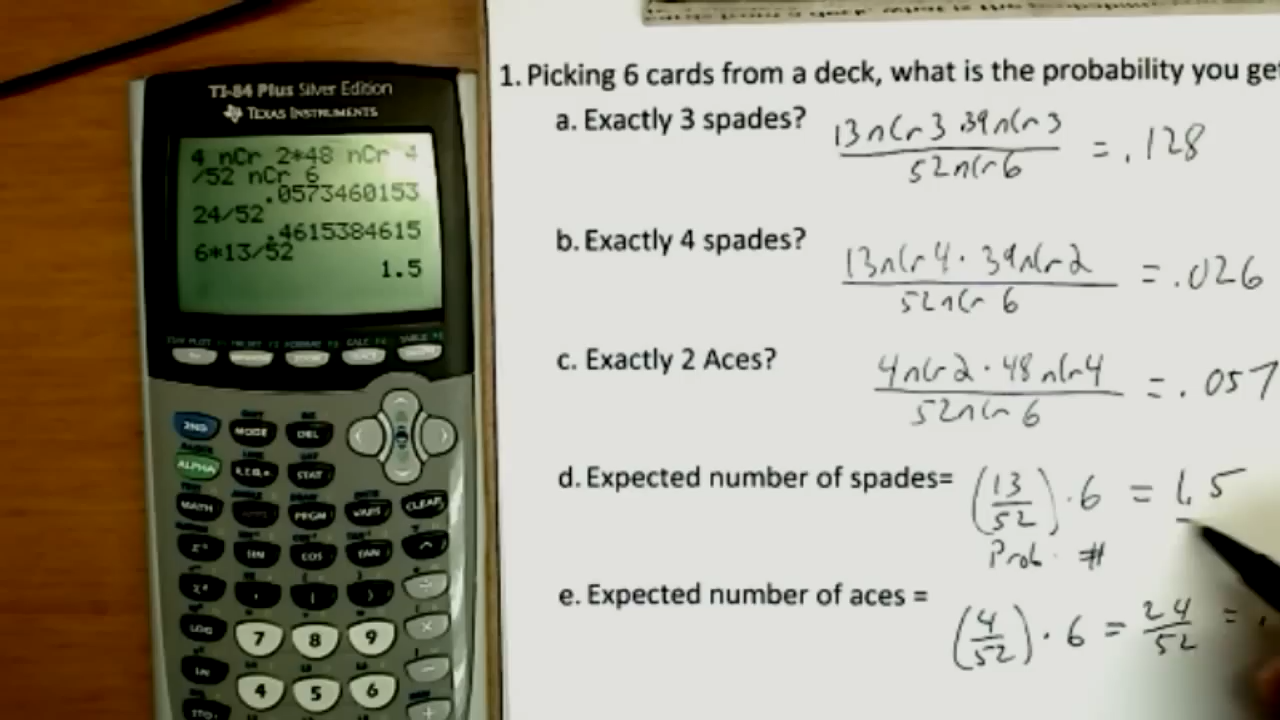 TI-84 Plus Silver Edition
TEXAS INSTRUMENTS
4 nCr 2*48 nCr 4
/52 nCr 6
.0573460153
24/52
.4615384615
6*13/52
1.5
2ND MODE DEL
ALPHA STAT
MATH PRGM VARS CLEAR
SIN COS TAN ^
x² , ( )
LOG 7 8 9 ×
LN 4 5 6 −
STO +
1. Picking 6 cards from a deck, what is the probability you get
a. Exactly 3 spades? 13nCr3 · 39nCr3
52nCr6
= .128
b. Exactly 4 spades? 13nCr4 · 39nCr2
52nCr6
= .026
c. Exactly 2 Aces? 4nCr2 · 48nCr4
52nCr6
= .057
d. Expected number of spades= (13/52) · 6 = 1.5
Prob. #
e. Expected number of aces = (4/52) · 6 = 24/52 = .